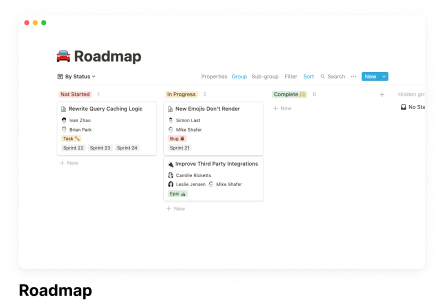 Roadmap
By Status
Properties Group Sub-group Filter Sort Search ... New
Not Started 1
In Progress 2
Complete 0
+
Hidden gro
Rewrite Query Caching Logic
Ivan Zhao
Brian Park
Task
Sprint 22 Sprint 23 Sprint 24
+ New
New Emojis Don't Render
Simon Last
Mike Shafer
Bug
Sprint 21
Improve Third Party Integrations
Camille Ricketts
Leslie Jensen Mike Shafer
Epic
+ New
+ New
No Sta
Roadmap